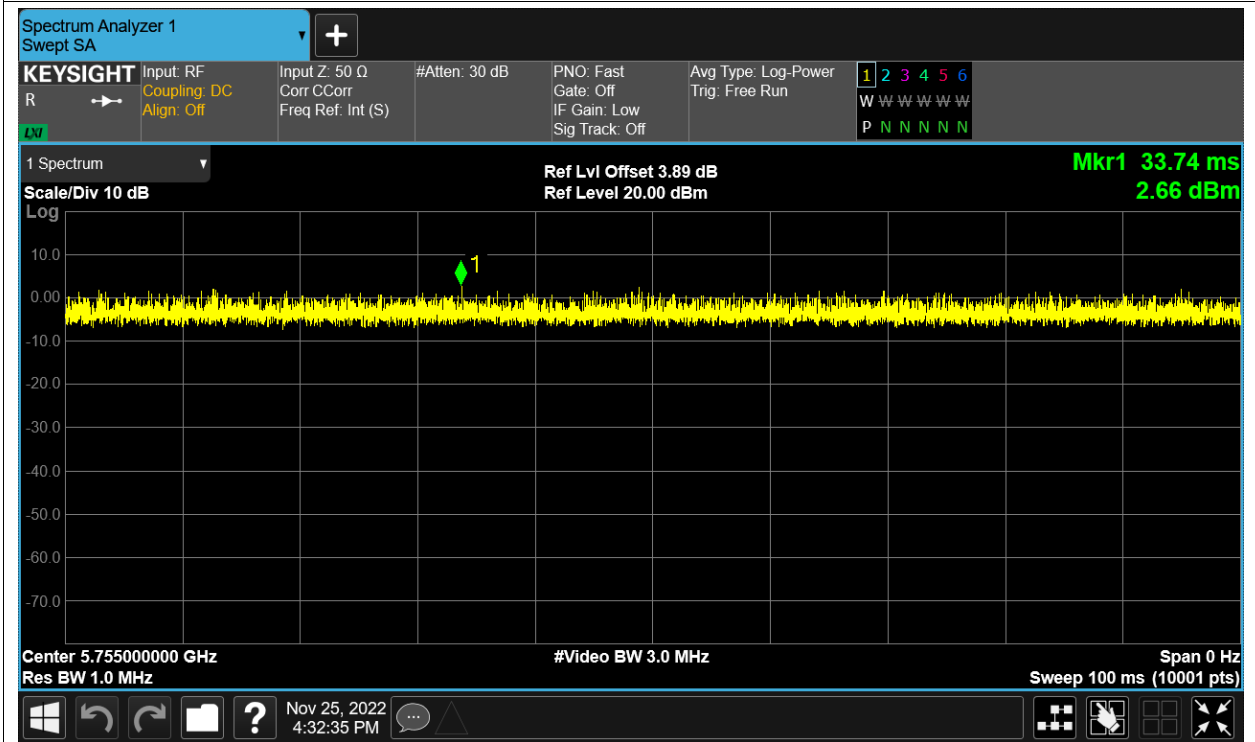 Spectrum Analyzer 1
Swept SA
KEYSIGHT
R
LXI
Input: RF
Coupling: DC
Align: Off
Input Z: 50 Ω
Corr CCorr
Freq Ref: Int (S)
#Atten: 30 dB
PNO: Fast
Gate: Off
IF Gain: Low
Sig Track: Off
Avg Type: Log-Power
Trig: Free Run
1 2 3 4 5 6
W W W W W W
P N N N N N
1 Spectrum
Scale/Div 10 dB
Log
Ref Lvl Offset 3.89 dB
Ref Level 20.00 dBm
Mkr1 33.74 ms
2.66 dBm
1
10.0
0.00
-10.0
-20.0
-30.0
-40.0
-50.0
-60.0
-70.0
Center 5.755000000 GHz
Res BW 1.0 MHz
#Video BW 3.0 MHz
Span 0 Hz
Sweep 100 ms (10001 pts)
?
Nov 25, 2022
4:32:35 PM